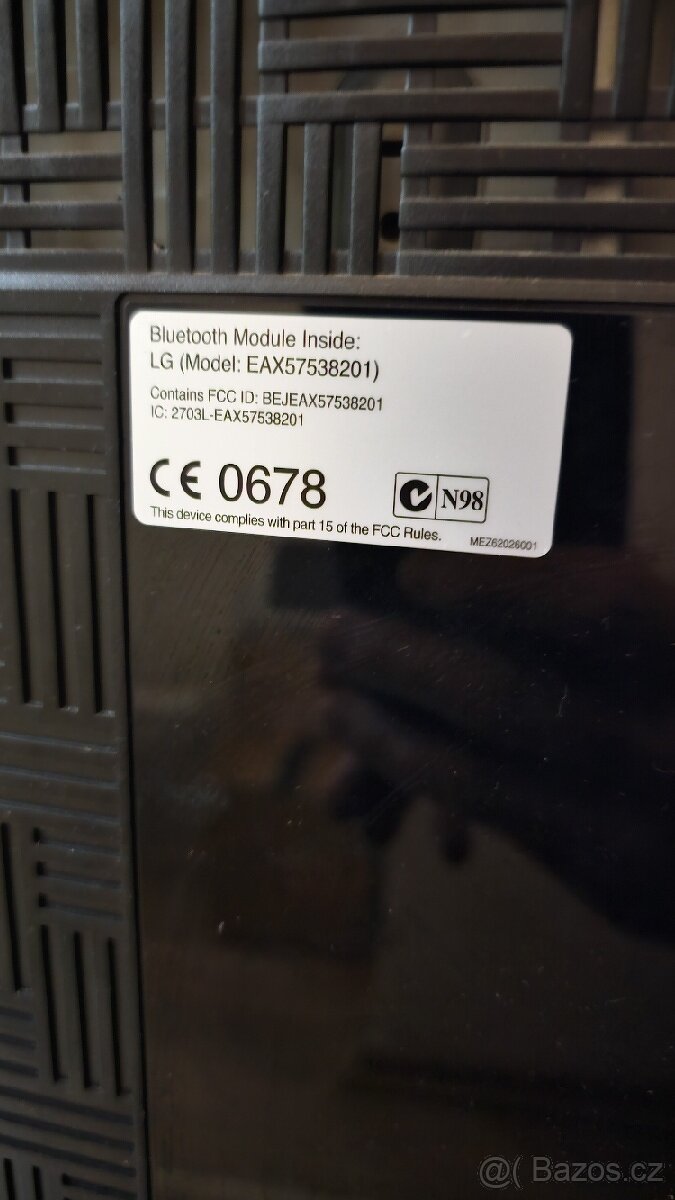 Bluetooth Module Inside:
LG (Model: EAX57538201)
Contains FCC ID: BEJEAX57538201
IC: 2703L-EAX57538201
CE 0678
N98
This device complies with part 15 of the FCC Rules.
MEZ62026001
@( Bazos.cz